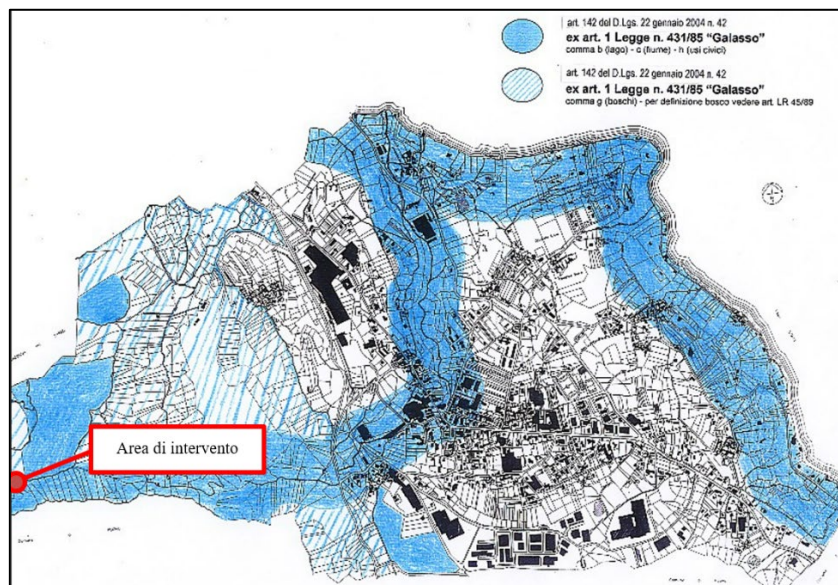 art. 142 del D.Lgs. 22 gennaio 2004 n. 42
ex art. 1 Legge n. 431/85 "Galasso"
comma b (lago) - c (fiume) - h (usi civici)
art. 142 del D.Lgs. 22 gennaio 2004 n. 42
ex art. 1 Legge n. 431/85 "Galasso"
comma g (boschi) - per definizione bosco vedere art. LR 45/89
Area di intervento